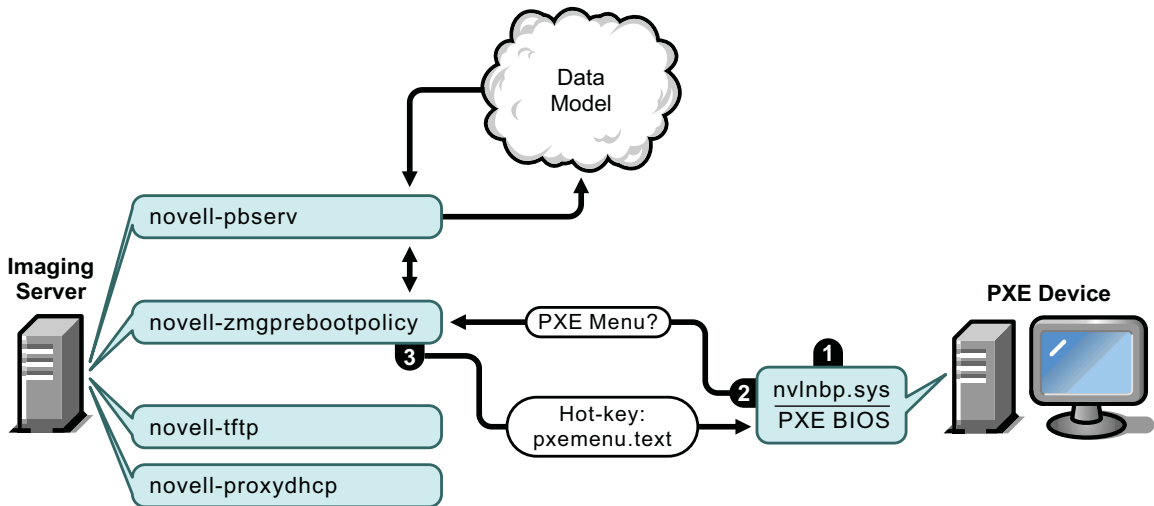 Data
Model
novell-pbserv
Imaging
Server
novell-zmgprebootpolicy
3
PXE Menu?
PXE Device
1
2
nvlnbp.sys
PXE BIOS
Hot-key:
pxemenu.text
novell-tftp
novell-proxydhcp